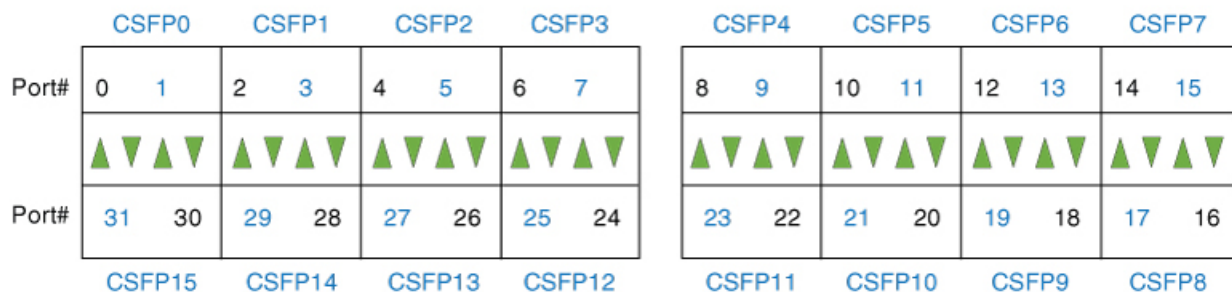 CSFP0 CSFP1 CSFP2 CSFP3 CSFP4 CSFP5 CSFP6 CSFP7
Port# 0 1 2 3 4 5 6 7 8 9 10 11 12 13 14 15
Port# 31 30 29 28 27 26 25 24 23 22 21 20 19 18 17 16
CSFP15 CSFP14 CSFP13 CSFP12 CSFP11 CSFP10 CSFP9 CSFP8